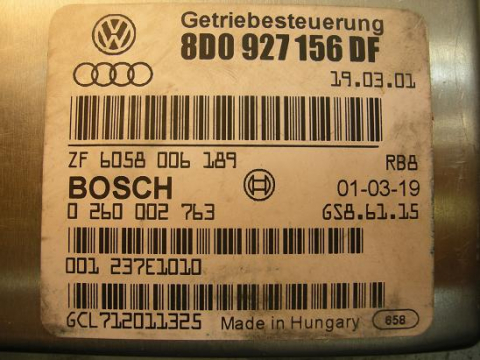 Getriebesteuerung
8D0 927 156 DF
19.03.01
ZF 6058 006 189 RB8
BOSCH 01-03-19
0 260 002 763 GS8.61.15
001 237E1010
GCL712011325 Made in Hungary 658